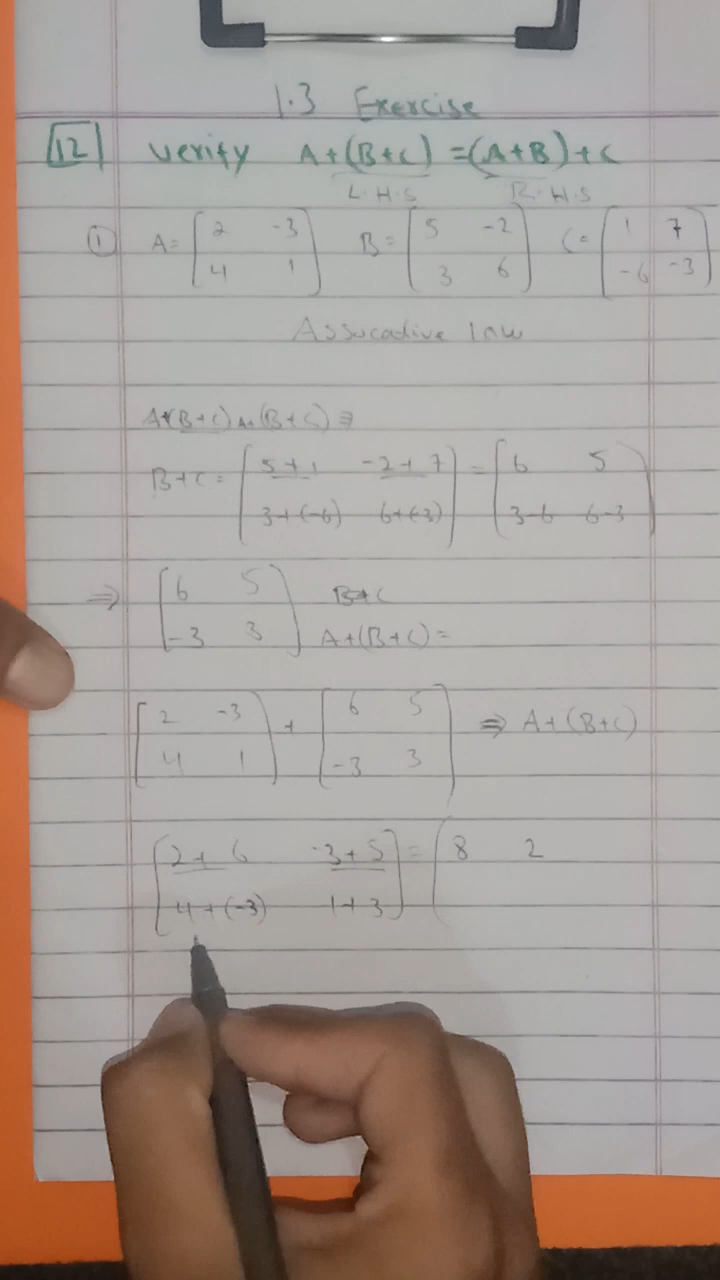 1.3 Exercise
12 Verify A+(B+C) =(A+B)+C
L.H.S R.H.S
① A= [2 -3 B= [5 -2 C= [1 7
4 1] 3 6] -6 -3]
Assucadive law
A+(B+C) A+(B+C) ⇒
B+C = [5+1 -2+7] = [6 5
3+(-6) 6+(-3)] 3-6 6-3]
⇒ [6 5 B+C
-3 3] A+(B+C)=
[2 -3 + [6 5 ⇒ A+(B+C)
4 1] -3 3]
[2+6 -3+5] = [8 2
4+(-3) 1+3]